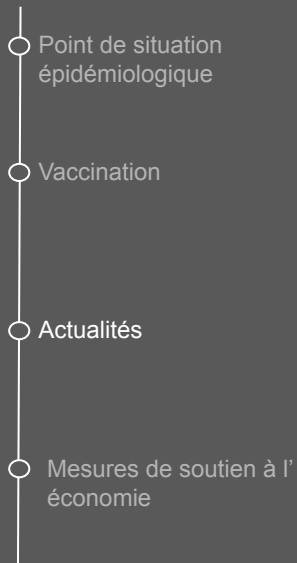 Point de situation
épidémiologique
Vaccination
Actualités
Mesures de soutien à l'
économie